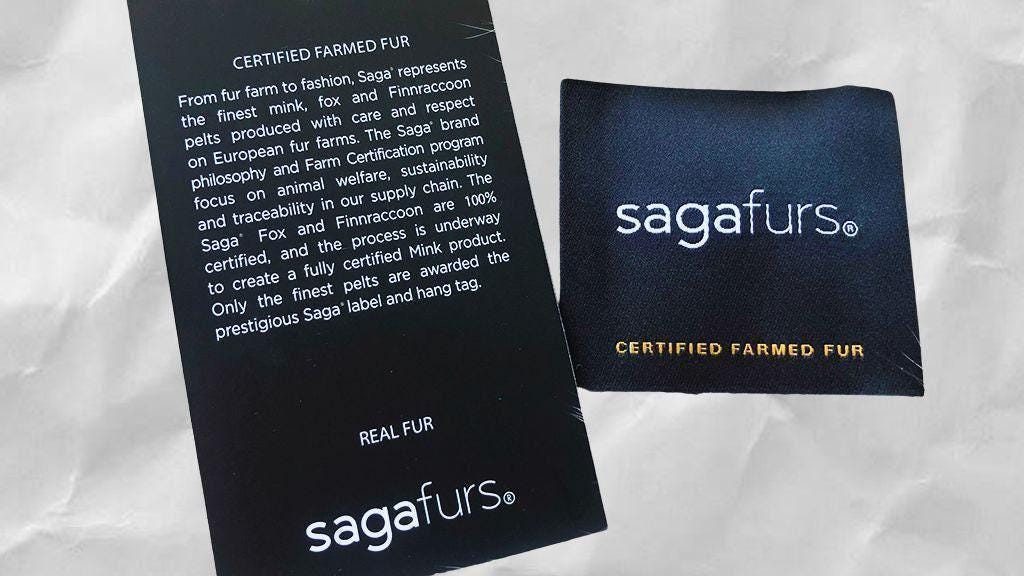 CERTIFIED FARMED FUR
From fur farm to fashion, Saga® represents
the finest mink, fox and Finnraccoon
pelts produced with care and respect
on European fur farms. The Saga® brand
philosophy and Farm Certification program
focus on animal welfare, sustainability
and traceability in our supply chain. The
Saga® Fox and Finnraccoon are 100%
certified, and the process is underway
to create a fully certified Mink product.
Only the finest pelts are awarded the
prestigious Saga® label and hang tag.
REAL FUR
sagafurs®
sagafurs®
CERTIFIED FARMED FUR